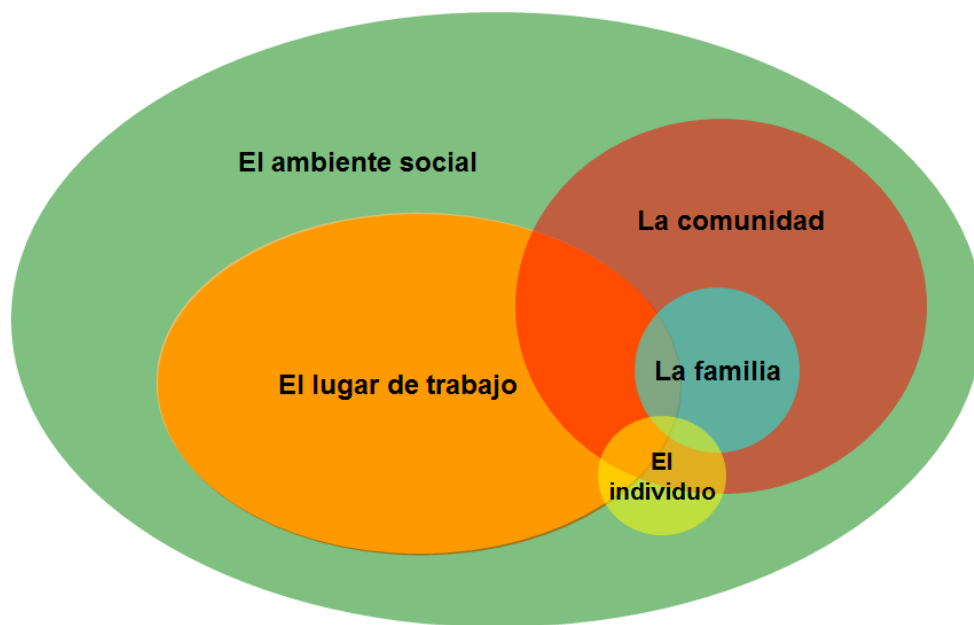 El ambiente social
La comunidad
La familia
El lugar de trabajo
El
individuo